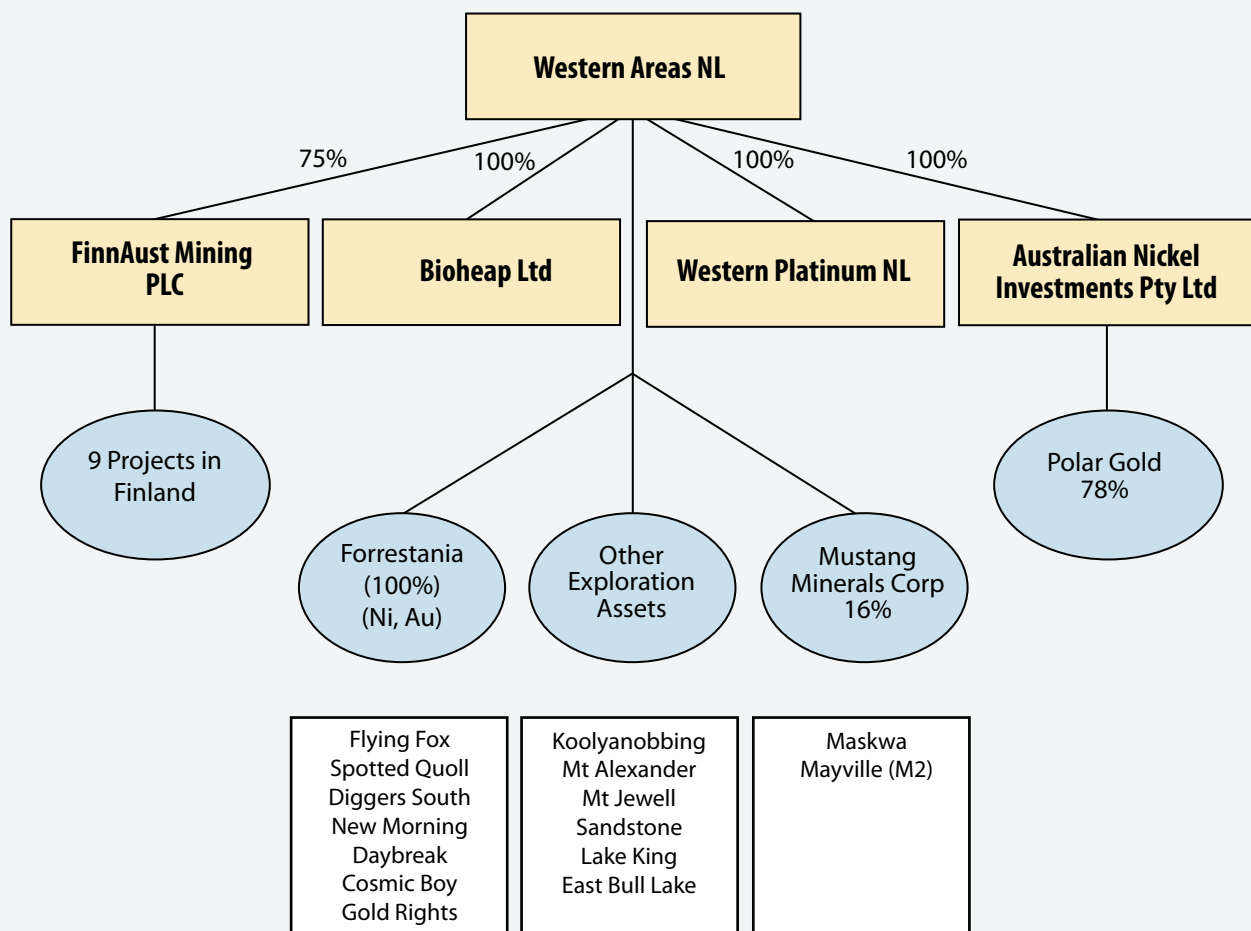 Western Areas NL
75%
100%
100%
100%
FinnAust Mining
PLC
Bioheap Ltd
Western Platinum NL
Australian Nickel
Investments Pty Ltd
9 Projects in
Finland
Polar Gold
78%
Forrestania
(100%)
(Ni, Au)
Other
Exploration
Assets
Mustang
Minerals Corp
16%
Flying Fox
Spotted Quoll
Diggers South
New Morning
Daybreak
Cosmic Boy
Gold Rights
Koolyanobbing
Mt Alexander
Mt Jewell
Sandstone
Lake King
East Bull Lake
Maskwa
Mayville (M2)